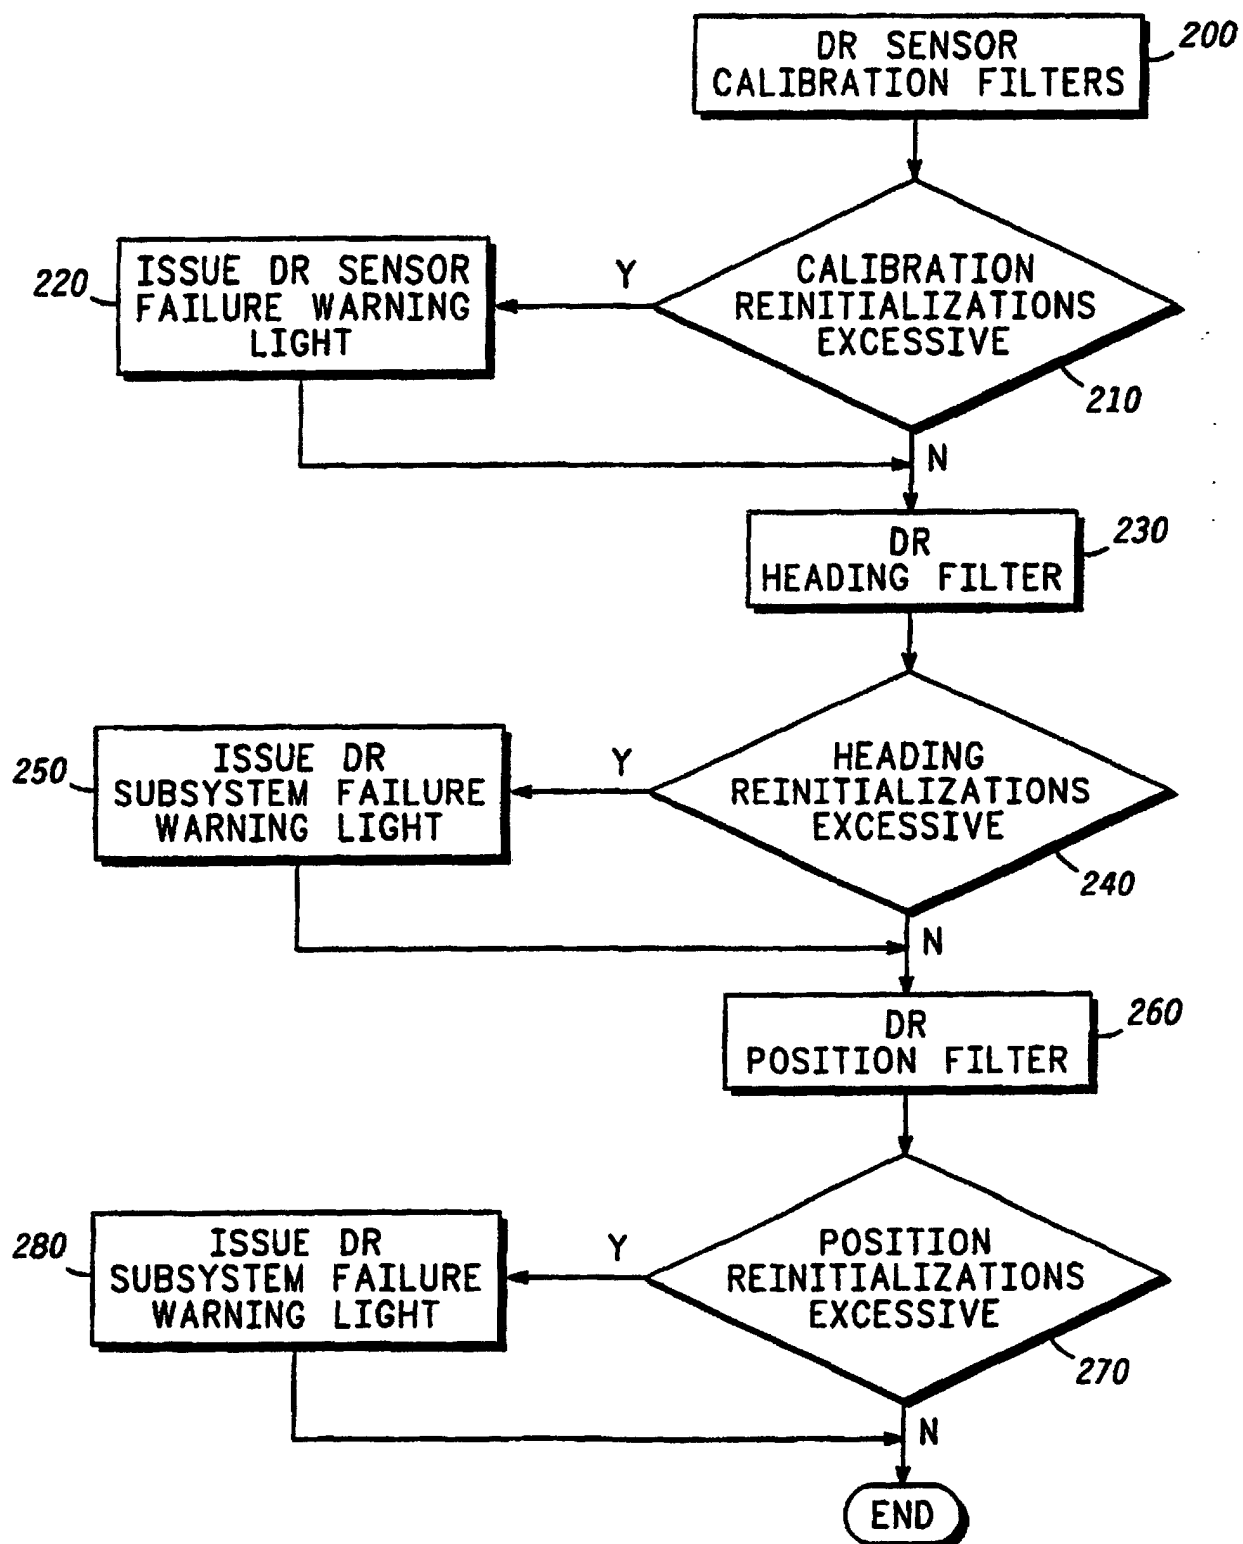 DR SENSOR
CALIBRATION FILTERS
200
CALIBRATION
REINITIALIZATIONS
EXCESSIVE
210
Y
ISSUE DR SENSOR
FAILURE WARNING
LIGHT
220
N
DR
HEADING FILTER
230
HEADING
REINITIALIZATIONS
EXCESSIVE
240
Y
ISSUE DR
SUBSYSTEM FAILURE
WARNING LIGHT
250
N
DR
POSITION FILTER
260
POSITION
REINITIALIZATIONS
EXCESSIVE
270
Y
ISSUE DR
SUBSYSTEM FAILURE
WARNING LIGHT
280
N
END